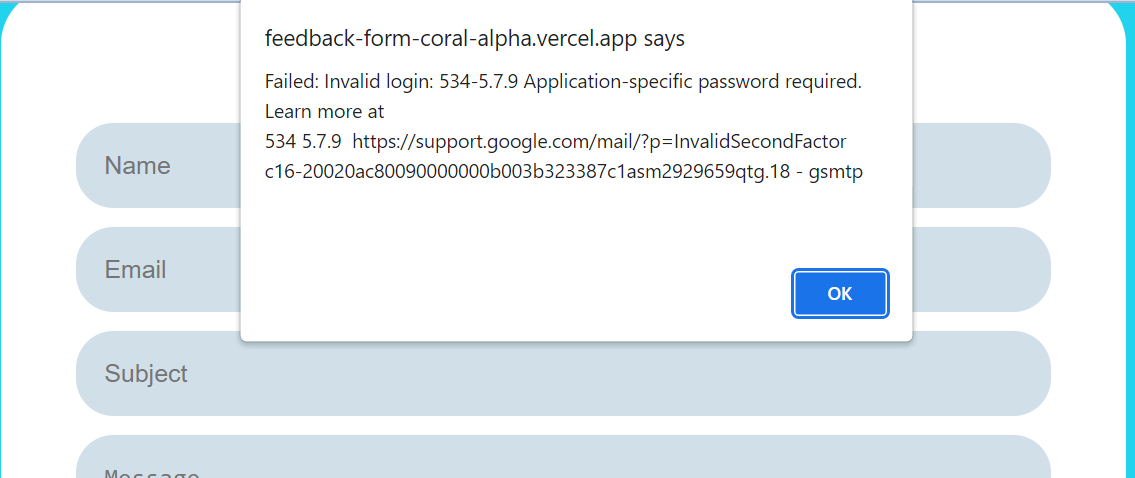 feedback-form-coral-alpha.vercel.app says
Failed: Invalid login: 534-5.7.9 Application-specific password required.
Learn more at
534 5.7.9  https://support.google.com/mail/?p=InvalidSecondFactor
c16-20020ac80090000000b003b323387c1asm2929659qtg.18 - gsmtp
OK
Name
Email
Subject
Message